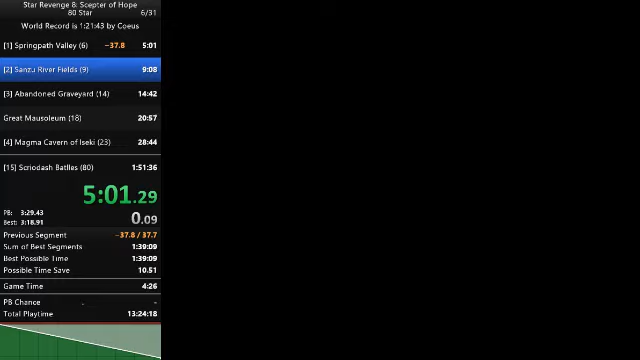 Star Revenge 8: Scepter of Hope
80 Star 6/31
World Record is 1:21:43 by Coeus
[1] Springpath Valley (6) −37.8 5:01
[2] Sanzu River Fields (9) 9:08
[3] Abandoned Graveyard (14) 14:42
Great Mausoleum (18) 20:57
[4] Magma Cavern of Iseki (23) 28:44
[15] Scriodash Battles (80) 1:51:36
5:01.29
PB: 3:29.43
Best: 3:18.91
0.09
Previous Segment −37.8 / 37.7
Sum of Best Segments 1:39:09
Best Possible Time 1:39:09
Possible Time Save 10.51
Game Time 4:26
PB Chance -
Total Playtime 13:24:18